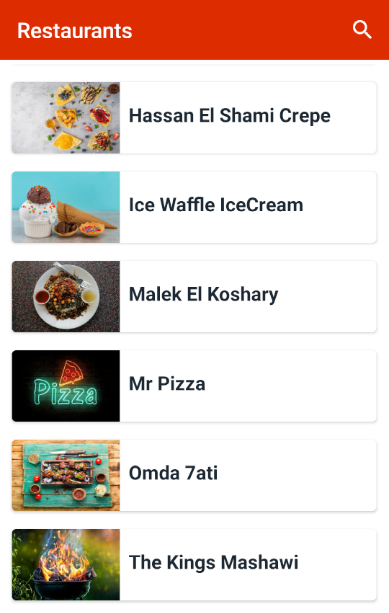 Restaurants
Hassan El Shami Crepe
Ice Waffle IceCream
Malek El Koshary
Pizza
Mr Pizza
Omda 7ati
The Kings Mashawi